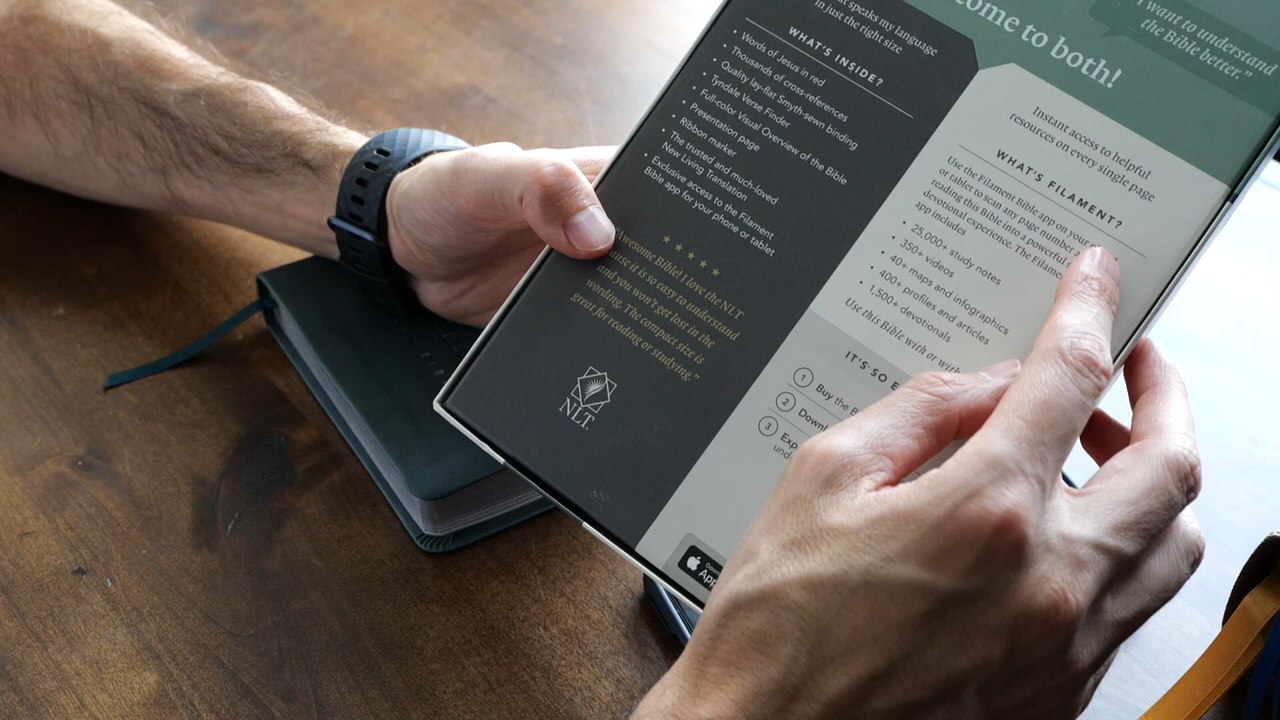 at speaks my language
in just the right size
WHAT'S INSIDE?
• Words of Jesus in red
• Thousands of cross-references
• Quality lay-flat Smyth-sewn binding
• Tyndale Verse Finder
• Full-color Visual Overview of the Bible
• Presentation page
• Ribbon marker
• The trusted and much-loved
New Living Translation
• Exclusive access to the Filament
Bible app for your phone or tablet
"Awesome Bible! I love the NLT
because it is so easy to understand
and you won't get lost in the
wording. The compact size is
great for reading or studying."
NLT
I want to understand
the Bible better."
come to both!
Instant access to helpful
resources on every single page
WHAT'S FILAMENT?
Use the Filament Bible app on your
or tablet to scan any page number
reading this Bible into a powerful
devotional experience. The Filame
app includes
• 25,000+ study notes
• 350+ videos
• 40+ maps and infographics
• 400+ profiles and articles
• 1,500+ devotionals
Use this Bible with or with
IT'S SO E
1 Buy the B
2 Downl
3 Exp
und
App